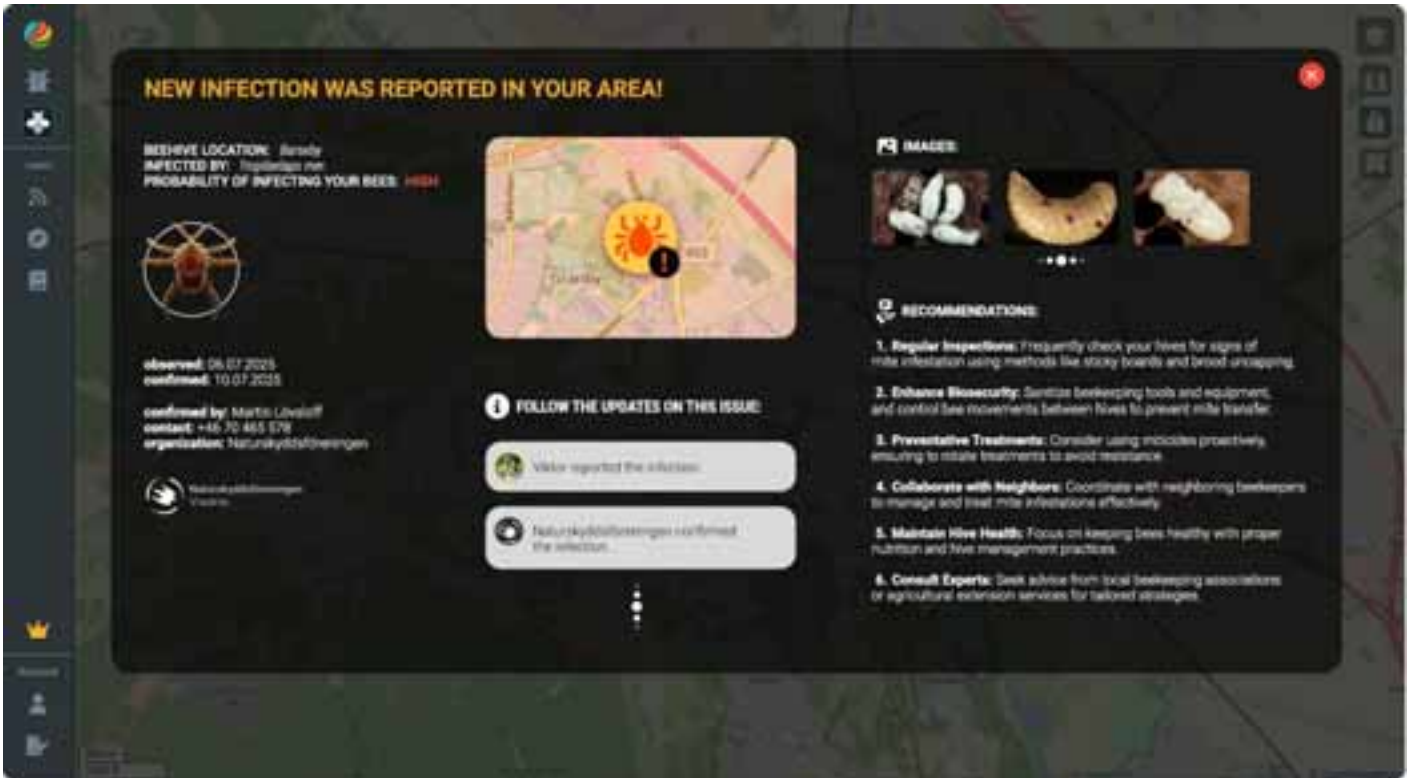 NEW INFECTION WAS REPORTED IN YOUR AREA!
BEEHIVE LOCATION:
INFECTED BY:
PROBABILITY OF INFECTING YOUR BEES: HIGH
observed: 06.07.2025
confirmed: 10.07.2025
confirmed by: Martin
contact: +46 70 465 578
organization: Naturskyddsföreningen
Naturskyddsföreningen
FOLLOW THE UPDATES ON THIS ISSUE:
Viktor reported the infection.
Naturskyddsföreningen confirmed
the infection.
IMAGES:
RECOMMENDATIONS:
1. Regular Inspections: Frequently check your hives for signs of
mite infestation using methods like sticky boards and brood uncapping.
2. Enhance Biosecurity: Sanitize beekeeping tools and equipment,
and control bee movements between hives to prevent mite transfer.
3. Preventative Treatments: Consider using miticides proactively,
ensuring to rotate treatments to avoid resistance.
4. Collaborate with Neighbors: Coordinate with neighboring beekeepers
to manage and treat mite infestations effectively.
5. Maintain Hive Health: Focus on keeping bees healthy with proper
nutrition and hive management practices.
6. Consult Experts: Seek advice from local beekeeping associations
or agricultural extension services for tailored strategies.